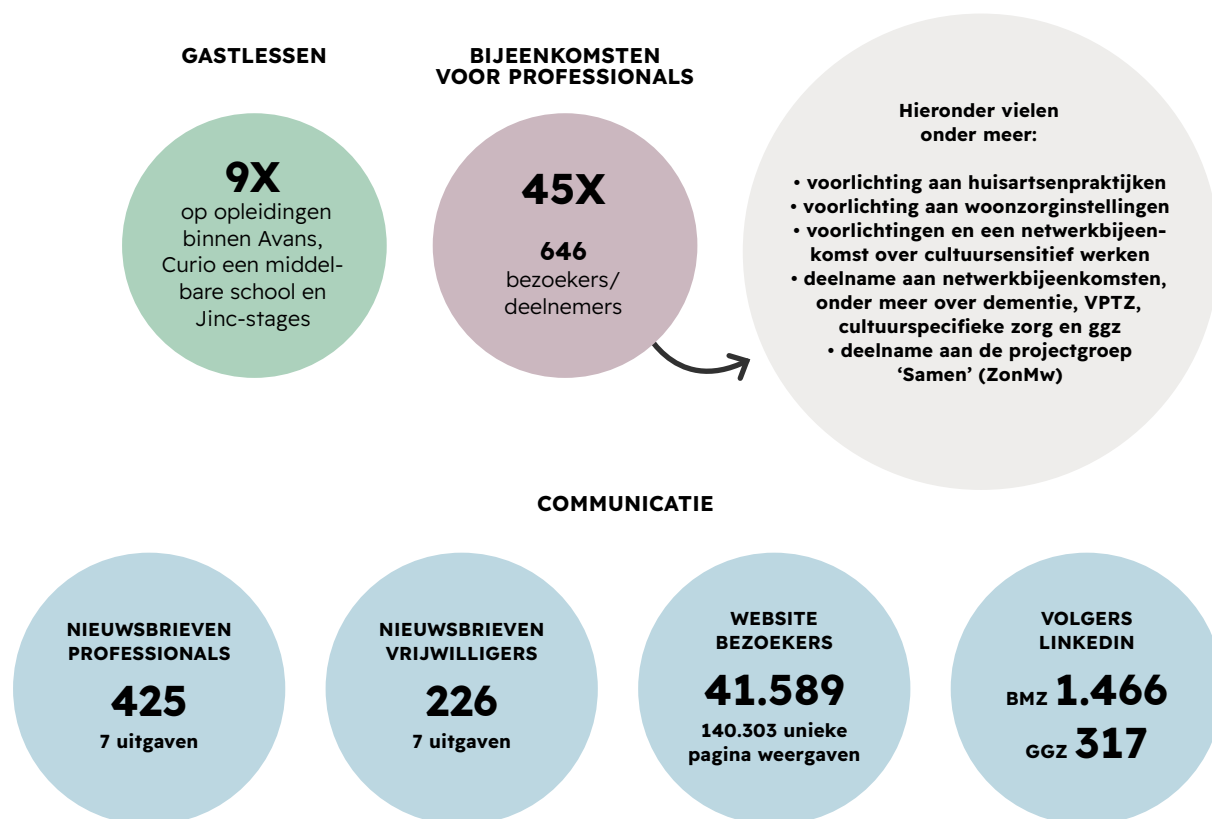 GASTLESSEN
9X
op opleidingen
binnen Avans,
Curio een middel-
bare school en
Jinc-stages
BIJEENKOMSTEN
VOOR PROFESSIONALS
45X
646
bezoekers/
deelnemers
Hieronder vielen
onder meer:
• voorlichting aan huisartsenpraktijken
• voorlichting aan woonzorginstellingen
• voorlichtingen en een netwerkbijeen-
komst over cultuursensitief werken
• deelname aan netwerkbijeenkomsten,
onder meer over dementie, VPTZ,
cultuurspecifieke zorg en ggz
• deelname aan de projectgroep
‘Samen’ (ZonMw)
COMMUNICATIE
NIEUWSBRIEVEN
PROFESSIONALS
425
7 uitgaven
NIEUWSBRIEVEN
VRIJWILLIGERS
226
7 uitgaven
WEBSITE
BEZOEKERS
41.589
140.303 unieke
pagina weergaven
VOLGERS
LINKEDIN
BMZ 1.466
GGZ 317